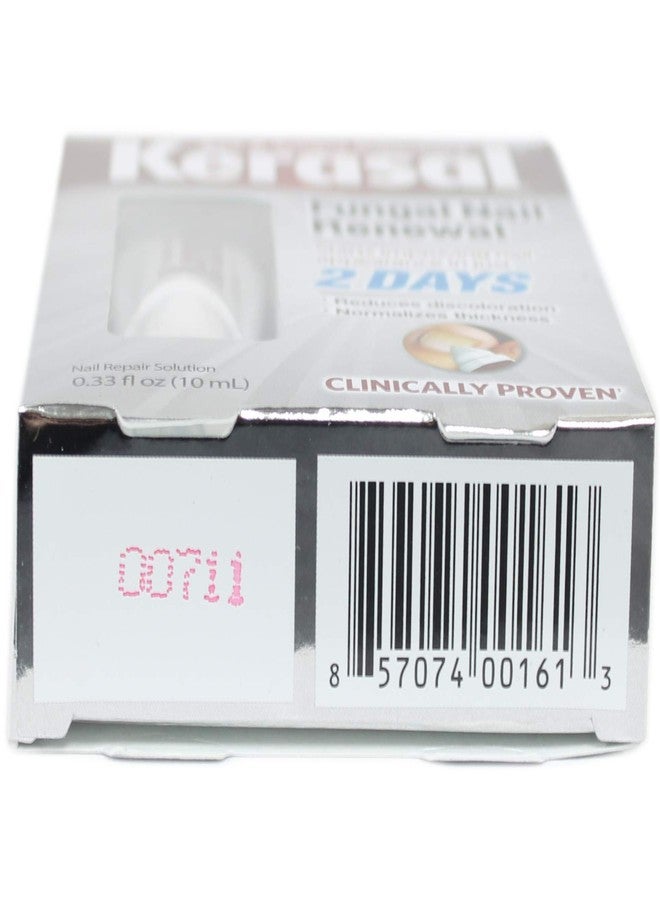 Kerasal
Fungal Nail
Renewal
2 DAYS
Reduces discoloration
Normalizes thickness
Nail Repair Solution
0.33 fl oz (10 mL)
CLINICALLY PROVEN
8 57074 00161 3